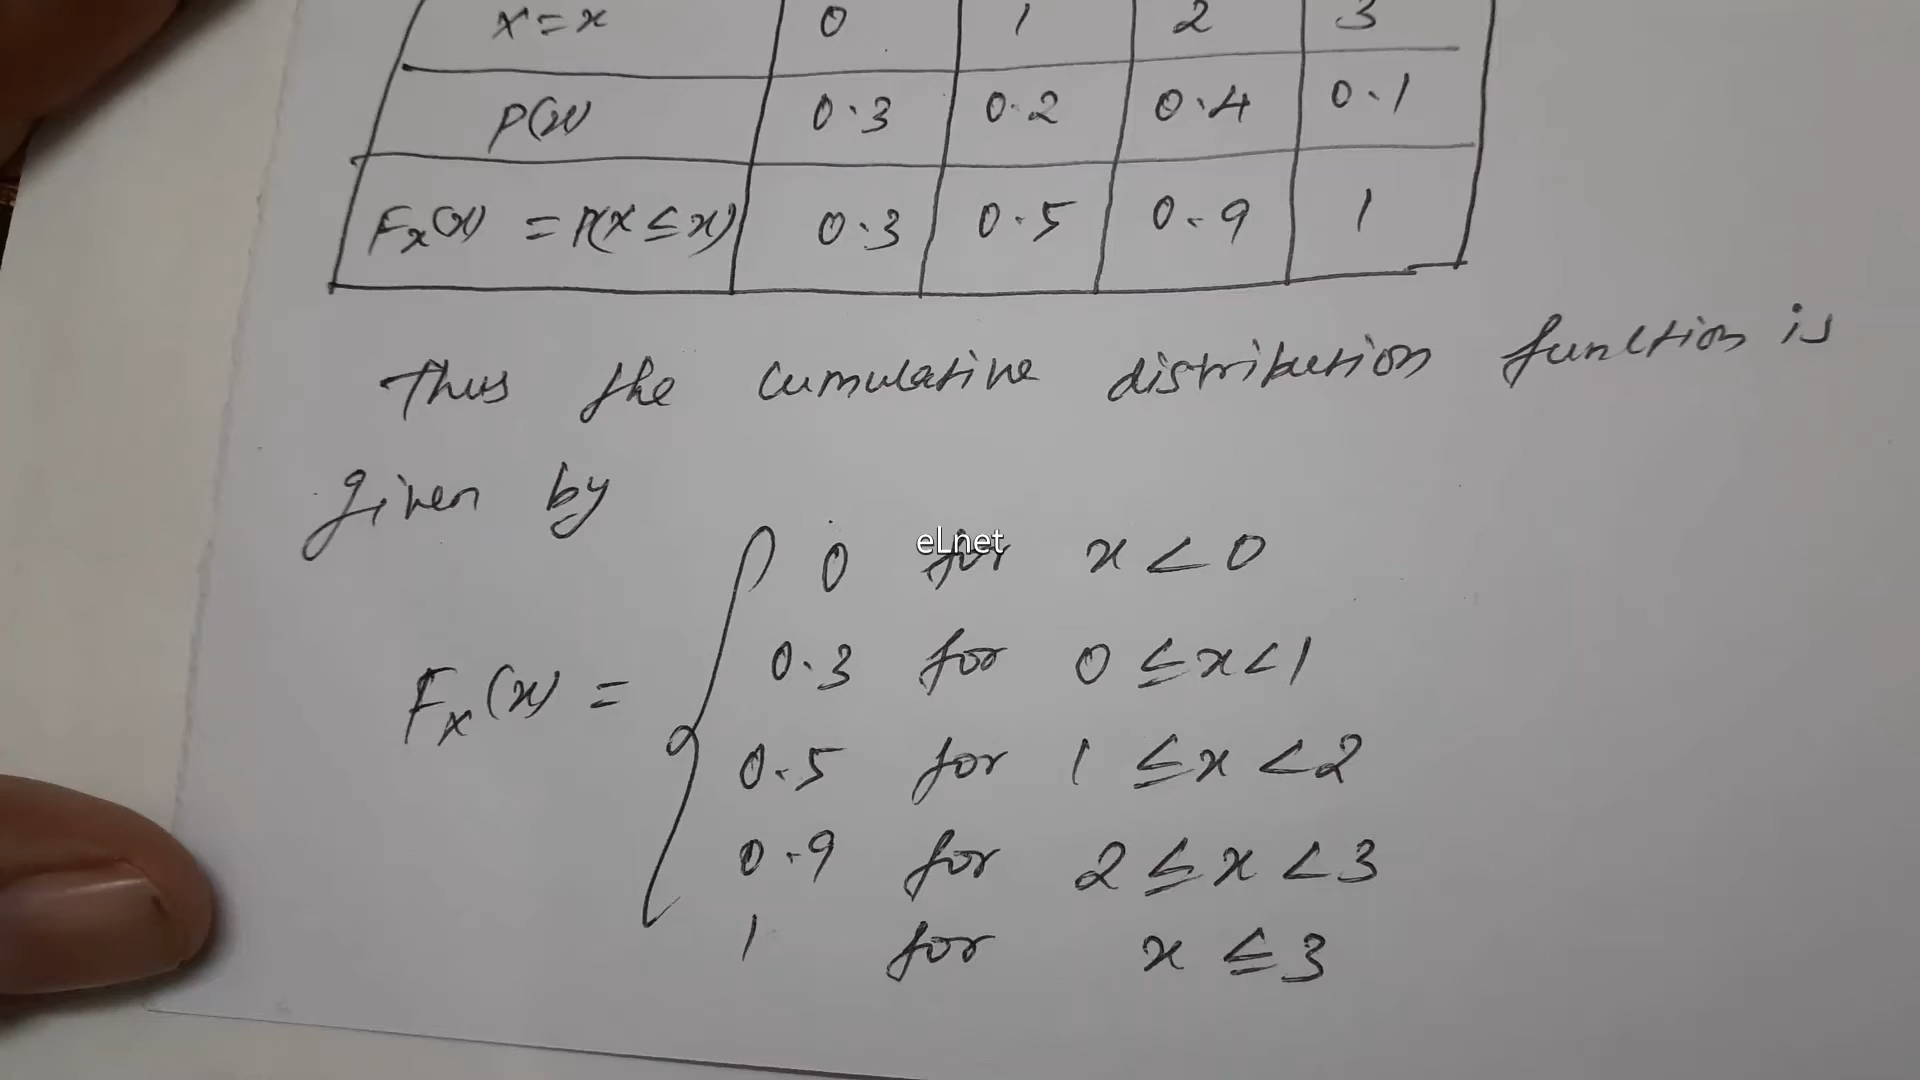 X=x 0 1 2 3
P(x) 0.3 0.2 0.4 0.1
Fx(x) = P(X ≤ x) 0.3 0.5 0.9 1
Thus the cumulative distribution function is
given by
eLnet
0 for x < 0
0.3 for 0 ≤ x < 1
Fx(x) =
0.5 for 1 ≤ x < 2
0.9 for 2 ≤ x < 3
1 for x ≤ 3